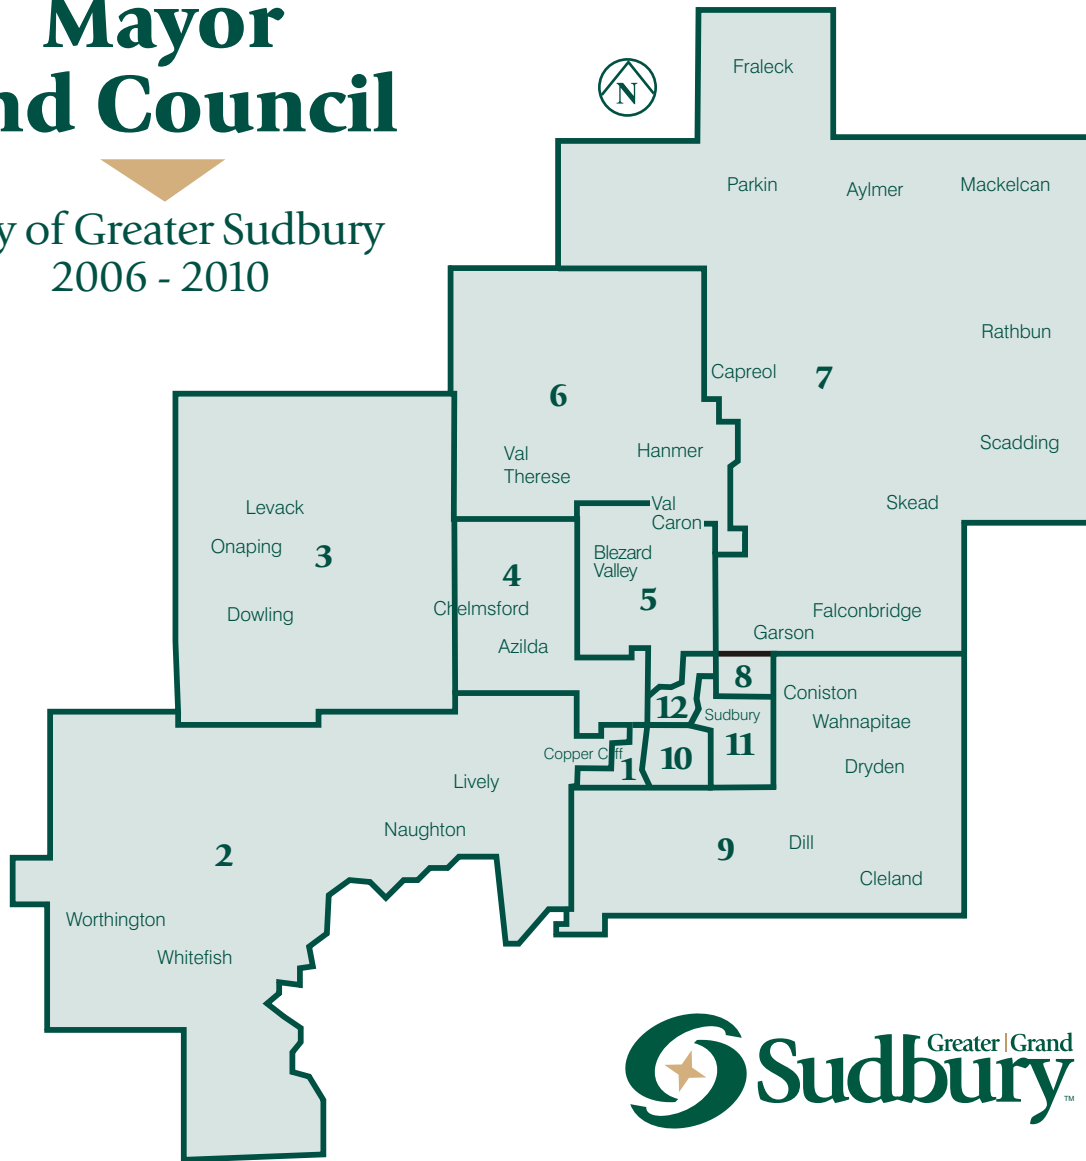 Mayor
nd Council
y of Greater Sudbury
2006 - 2010
N
Fraleck
Parkin
Aylmer
Mackelcan
Rathbun
Capreol
7
6
Scadding
Val
Therese
Hanmer
Skead
Levack
Val
Caron
Onaping
3
Blezard
Valley
4
5
Chelmsford
Dowling
Falconbridge
Garson
Azilda
8
Coniston
12
Sudbury
Wahnapitae
11
Copper Cliff
1
10
Dryden
Lively
Naughton
2
9
Dill
Cleland
Worthington
Whitefish
Greater | Grand
Sudbury™